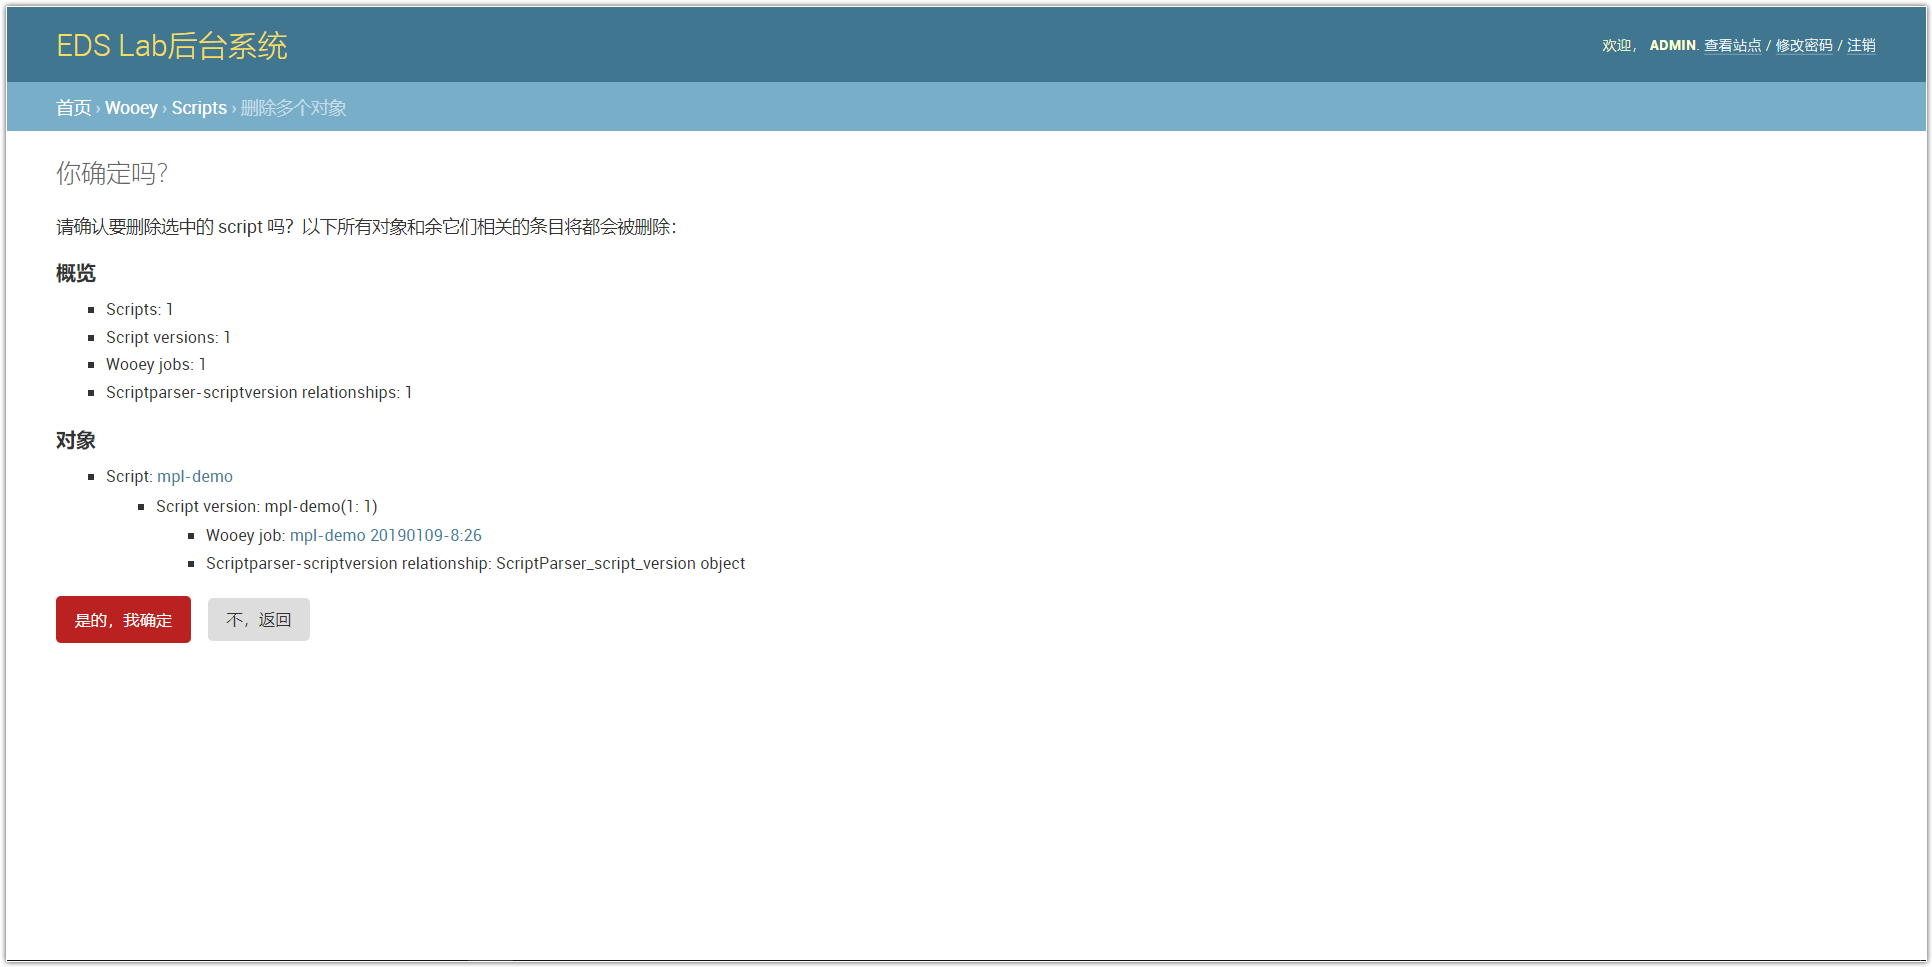 EDS Lab后台系统
欢迎， ADMIN. 查看站点 / 修改密码 / 注销
首页 › Wooey › Scripts › 删除多个对象
你确定吗？
请确认要删除选中的 script 吗？以下所有对象和余它们相关的条目将都会被删除：
概览
Scripts: 1
Script versions: 1
Wooey jobs: 1
Scriptparser-scriptversion relationships: 1
对象
Script: mpl-demo
Script version: mpl-demo(1: 1)
Wooey job: mpl-demo 20190109-8:26
Scriptparser-scriptversion relationship: ScriptParser_script_version object
是的，我确定 不，返回